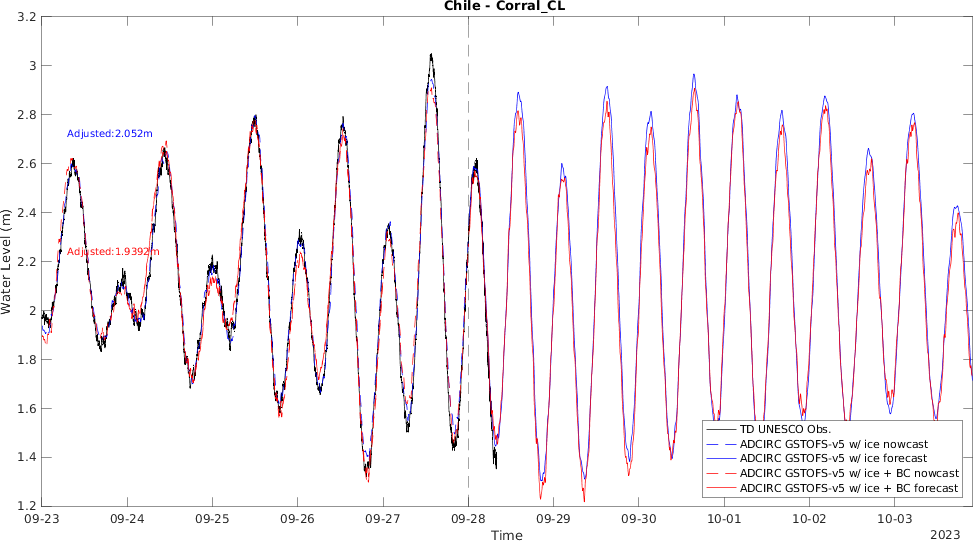 Chile - Corral_CL
3.2
3
2.8
2.6
2.4
2.2
2
1.8
1.6
1.4
1.2
Water Level (m)
Adjusted:2.052m
Adjusted:1.9392m
TD UNESCO Obs.
ADCIRC GSTOFS-v5 w/ ice nowcast
ADCIRC GSTOFS-v5 w/ ice forecast
ADCIRC GSTOFS-v5 w/ ice + BC nowcast
ADCIRC GSTOFS-v5 w/ ice + BC forecast
09-23 09-24 09-25 09-26 09-27 09-28 09-29 09-30 10-01 10-02 10-03
Time
2023